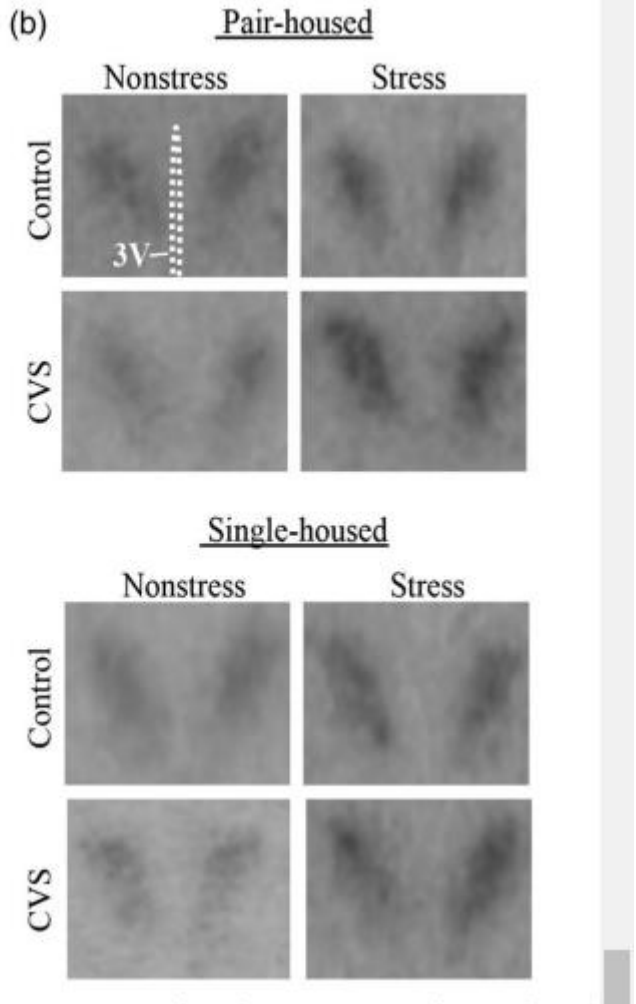 (b)
Pair-housed
Nonstress Stress
Control
3V
CVS
Single-housed
Nonstress Stress
Control
CVS